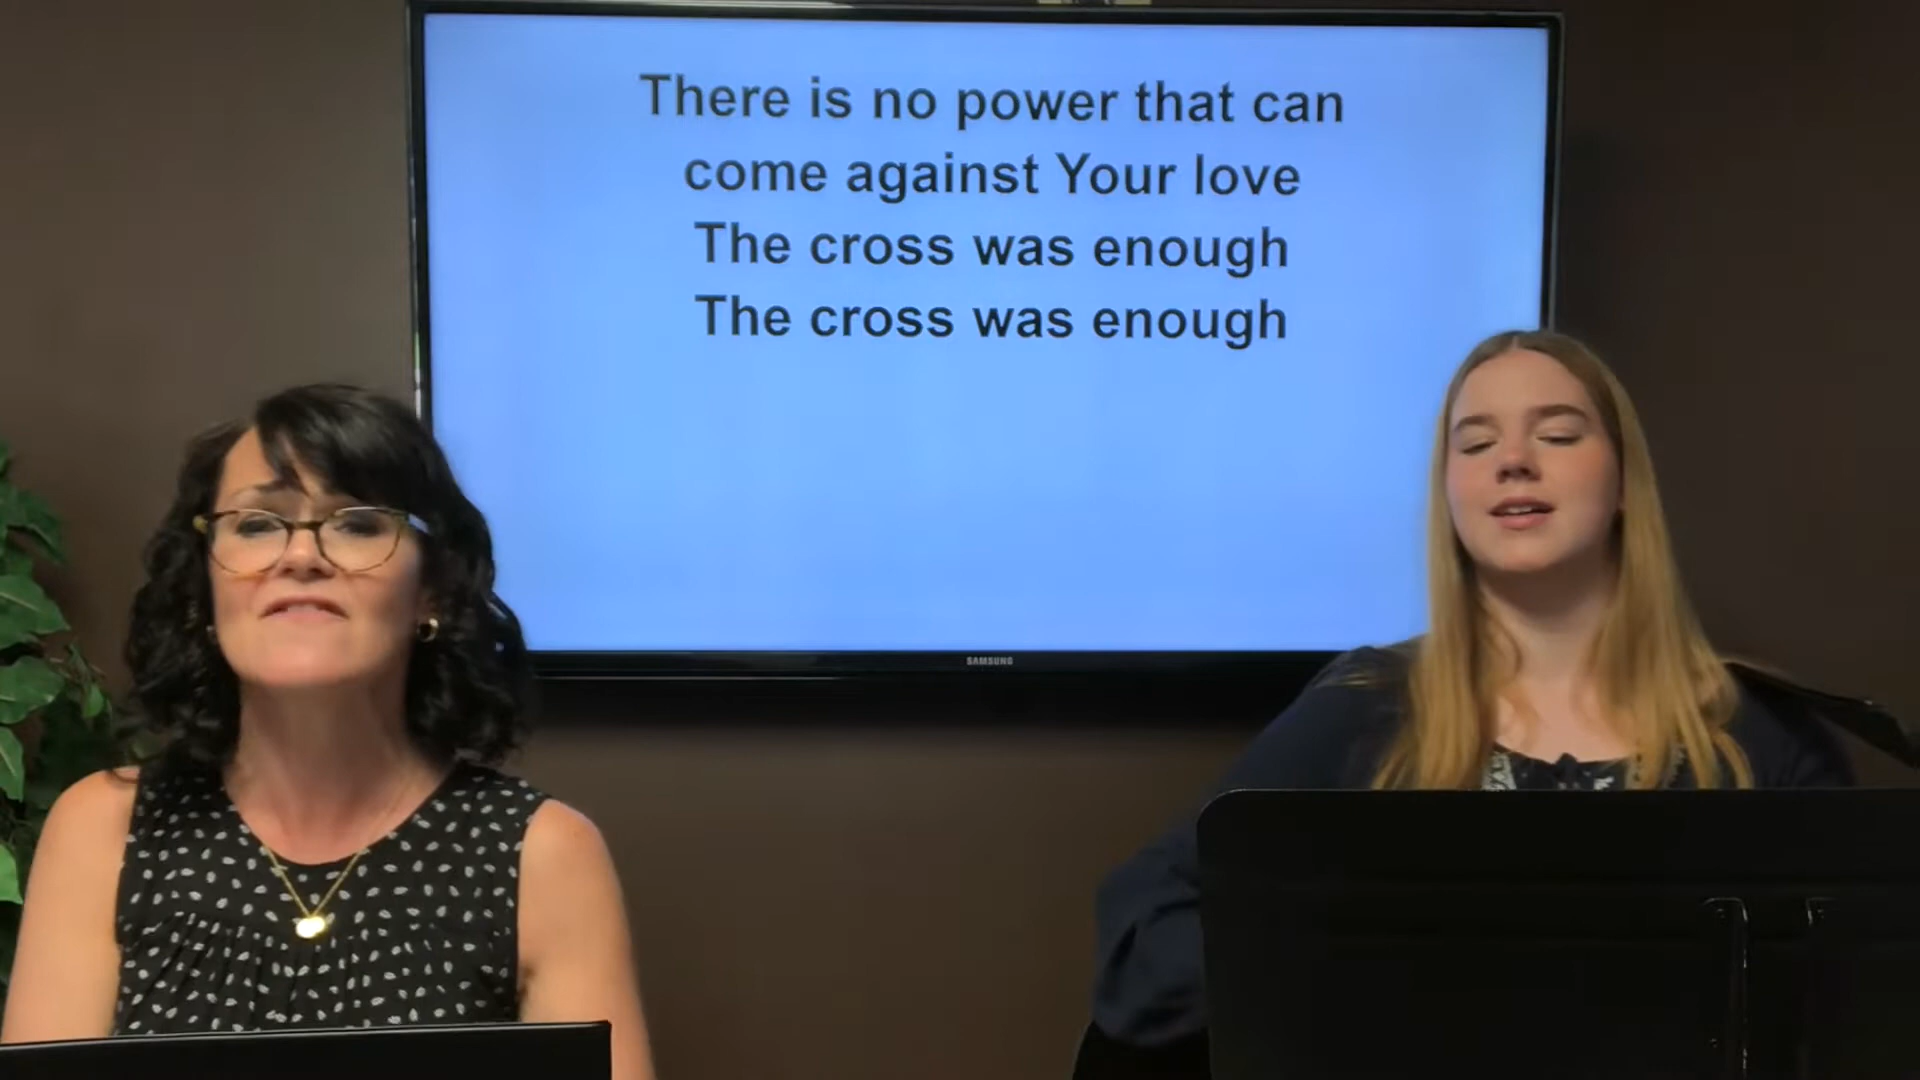 There is no power that can
come against Your love
The cross was enough
The cross was enough
SAMSUNG